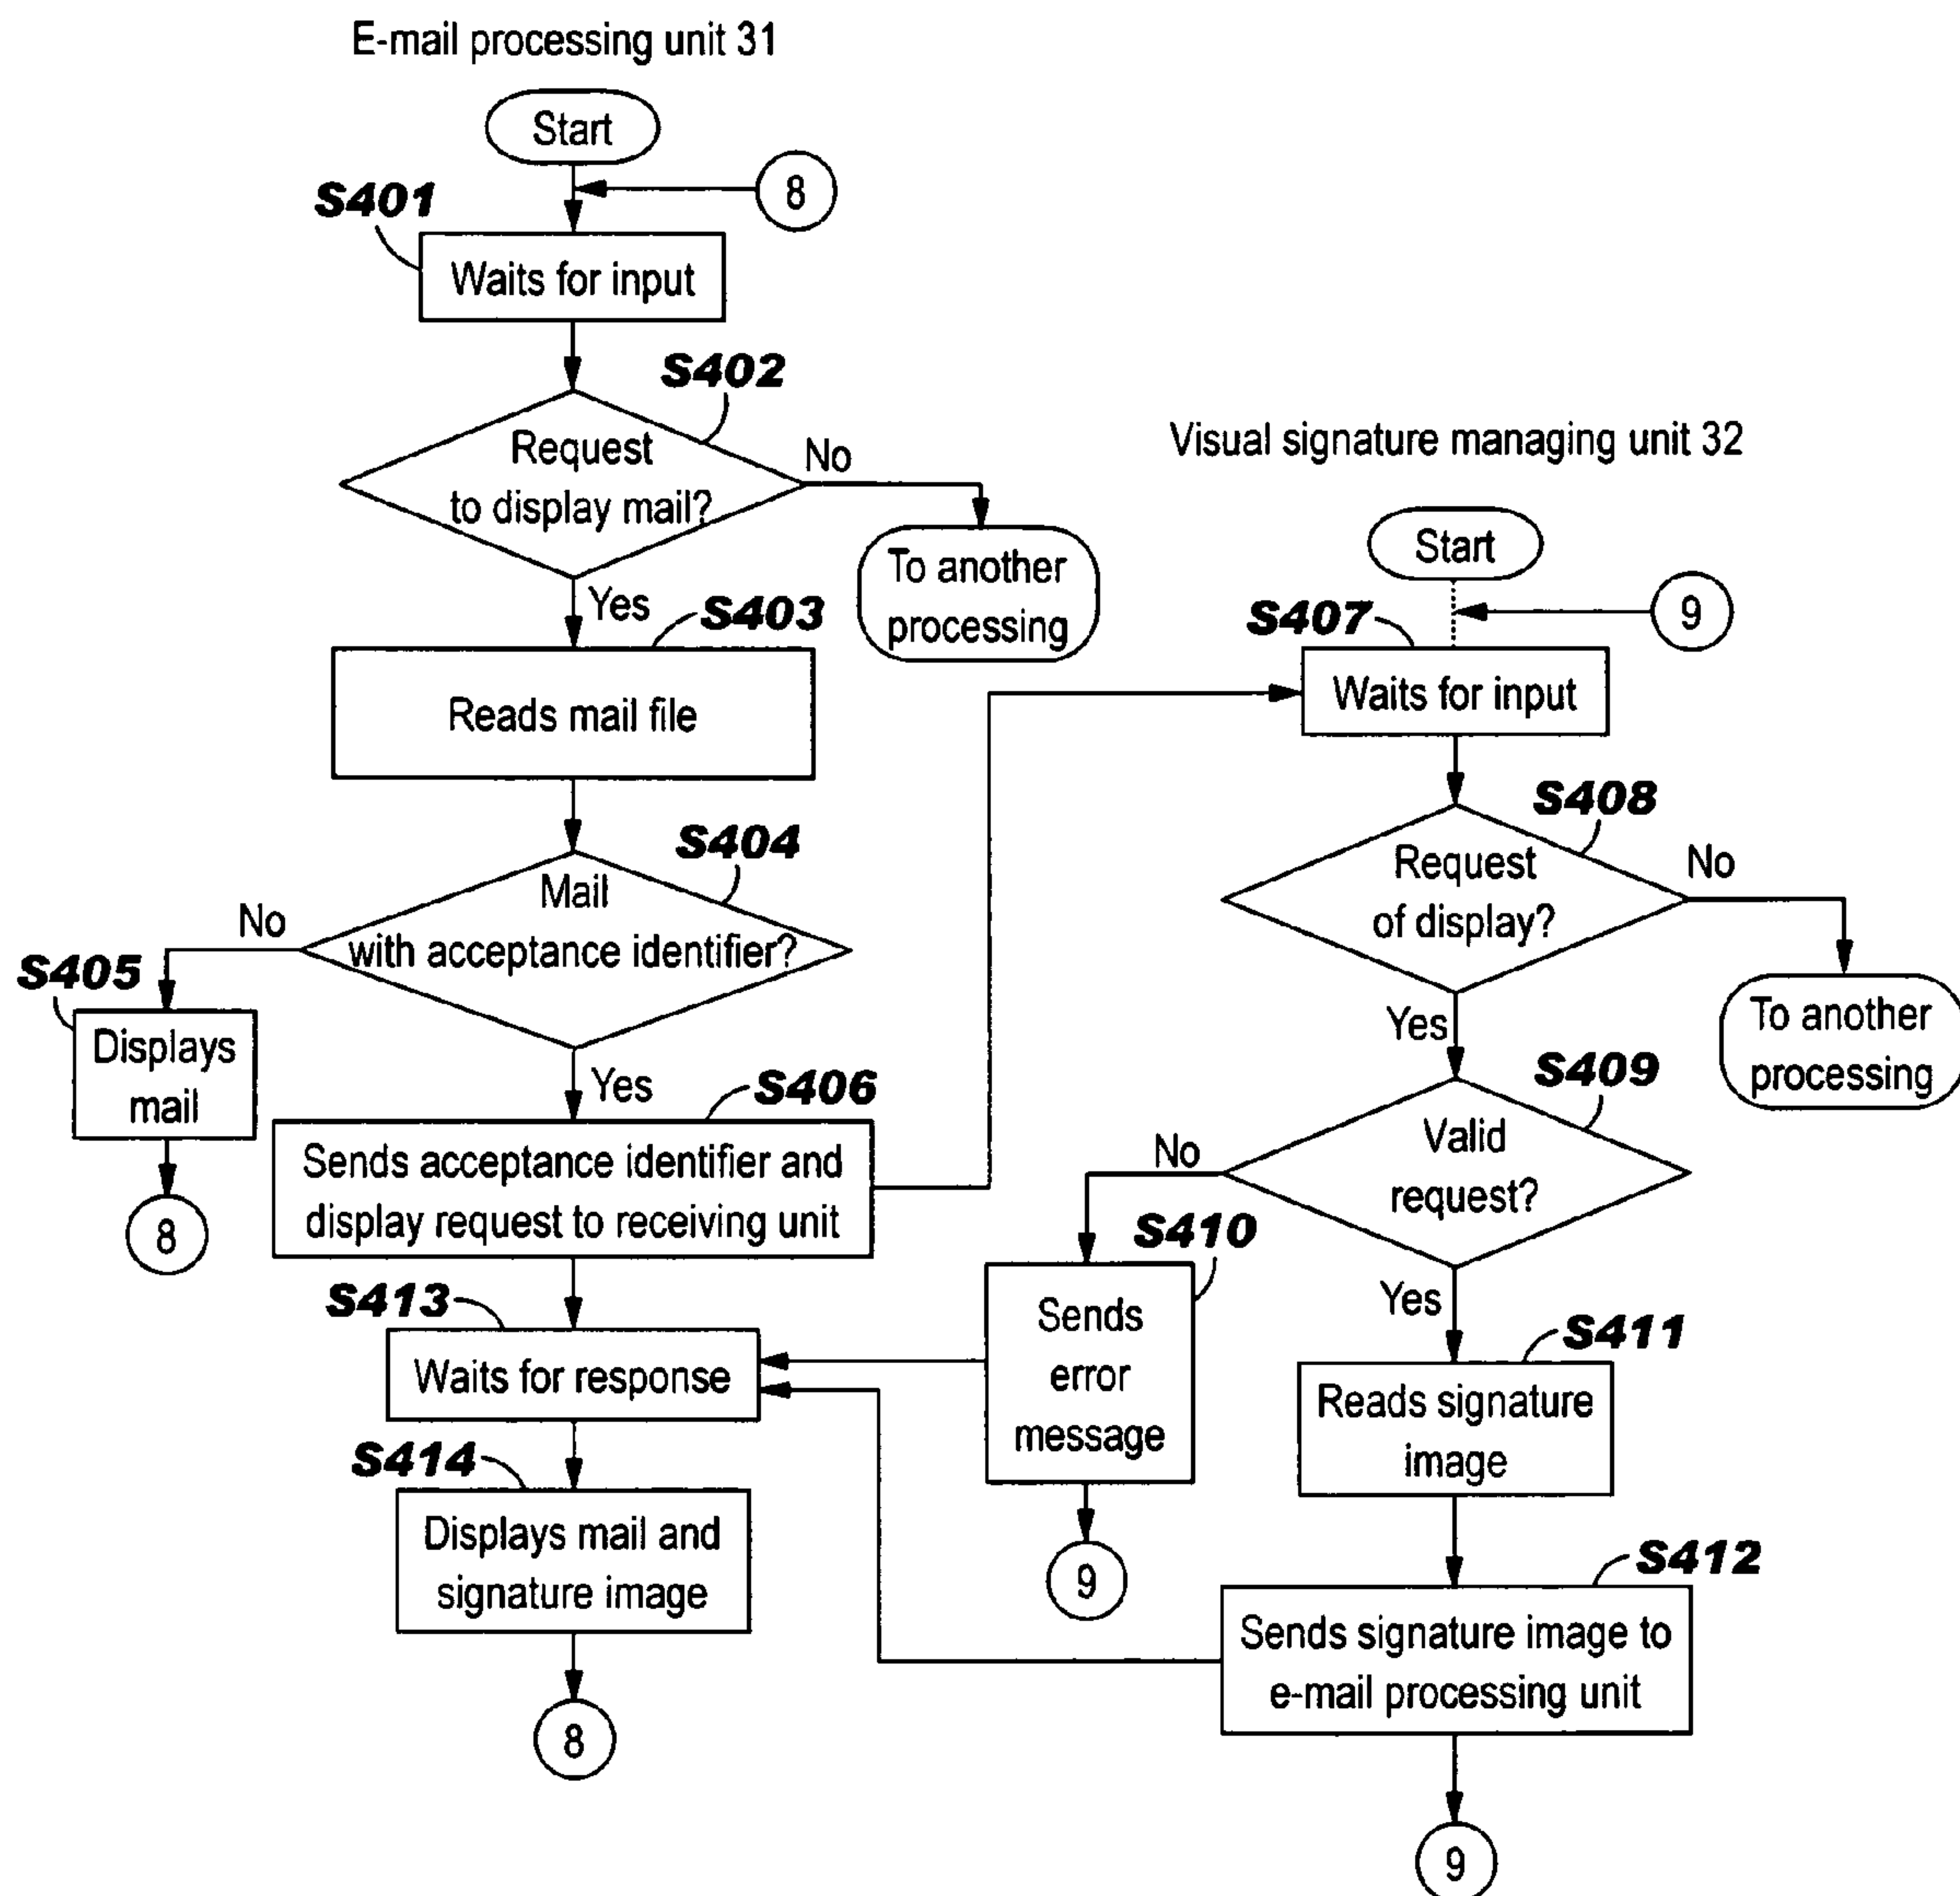 E-mail processing unit 31
Start
8
S401
Waits for input
S402
Request
to display mail?
No
To another
processing
Yes
S403
Reads mail file
S404
Mail
with acceptance identifier?
No
S405
Displays
mail
8
Yes
S406
Sends acceptance identifier and
display request to receiving unit
S413
Waits for response
S414
Displays mail and
signature image
8
Visual signature managing unit 32
Start
9
S407
Waits for input
S408
Request
of display?
No
To another
processing
Yes
S409
Valid
request?
No
S410
Sends
error
message
9
Yes
S411
Reads signature
image
S412
Sends signature image to
e-mail processing unit
9